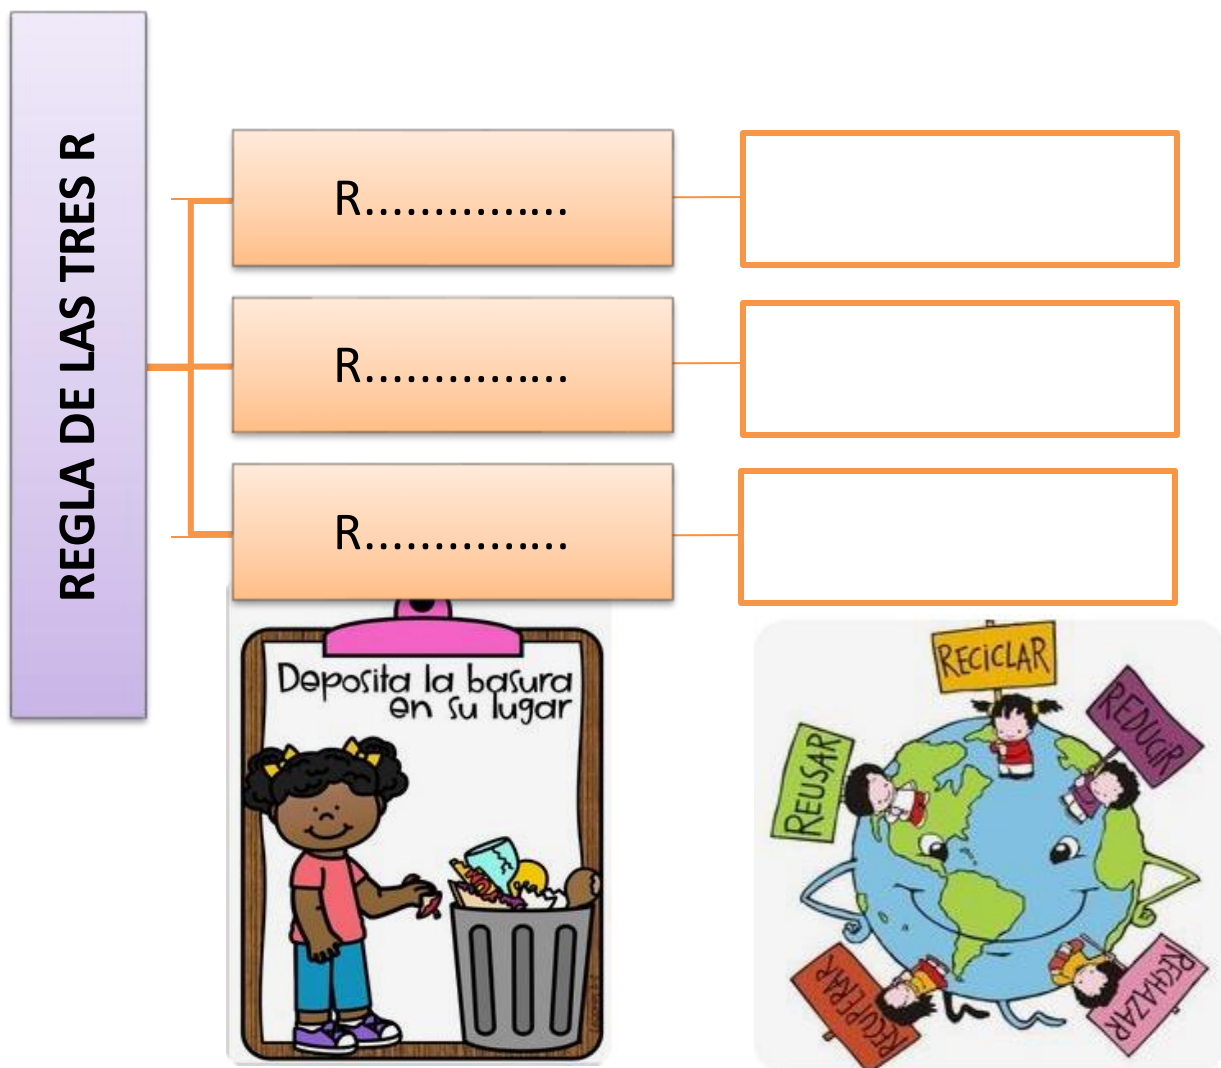 REGLA DE LAS TRES R
R...............
R...............
R...............
Deposita la basura
en su lugar
RECICLAR
REDUCIR
REUSAR
RECUPERAR
RECHAZAR